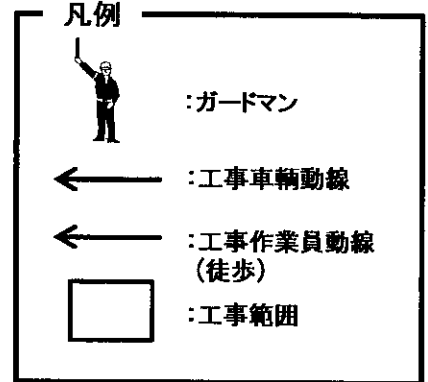 凡例
:ガードマン
:工事車輌動線
:工事作業員動線
(徒歩)
:工事範囲